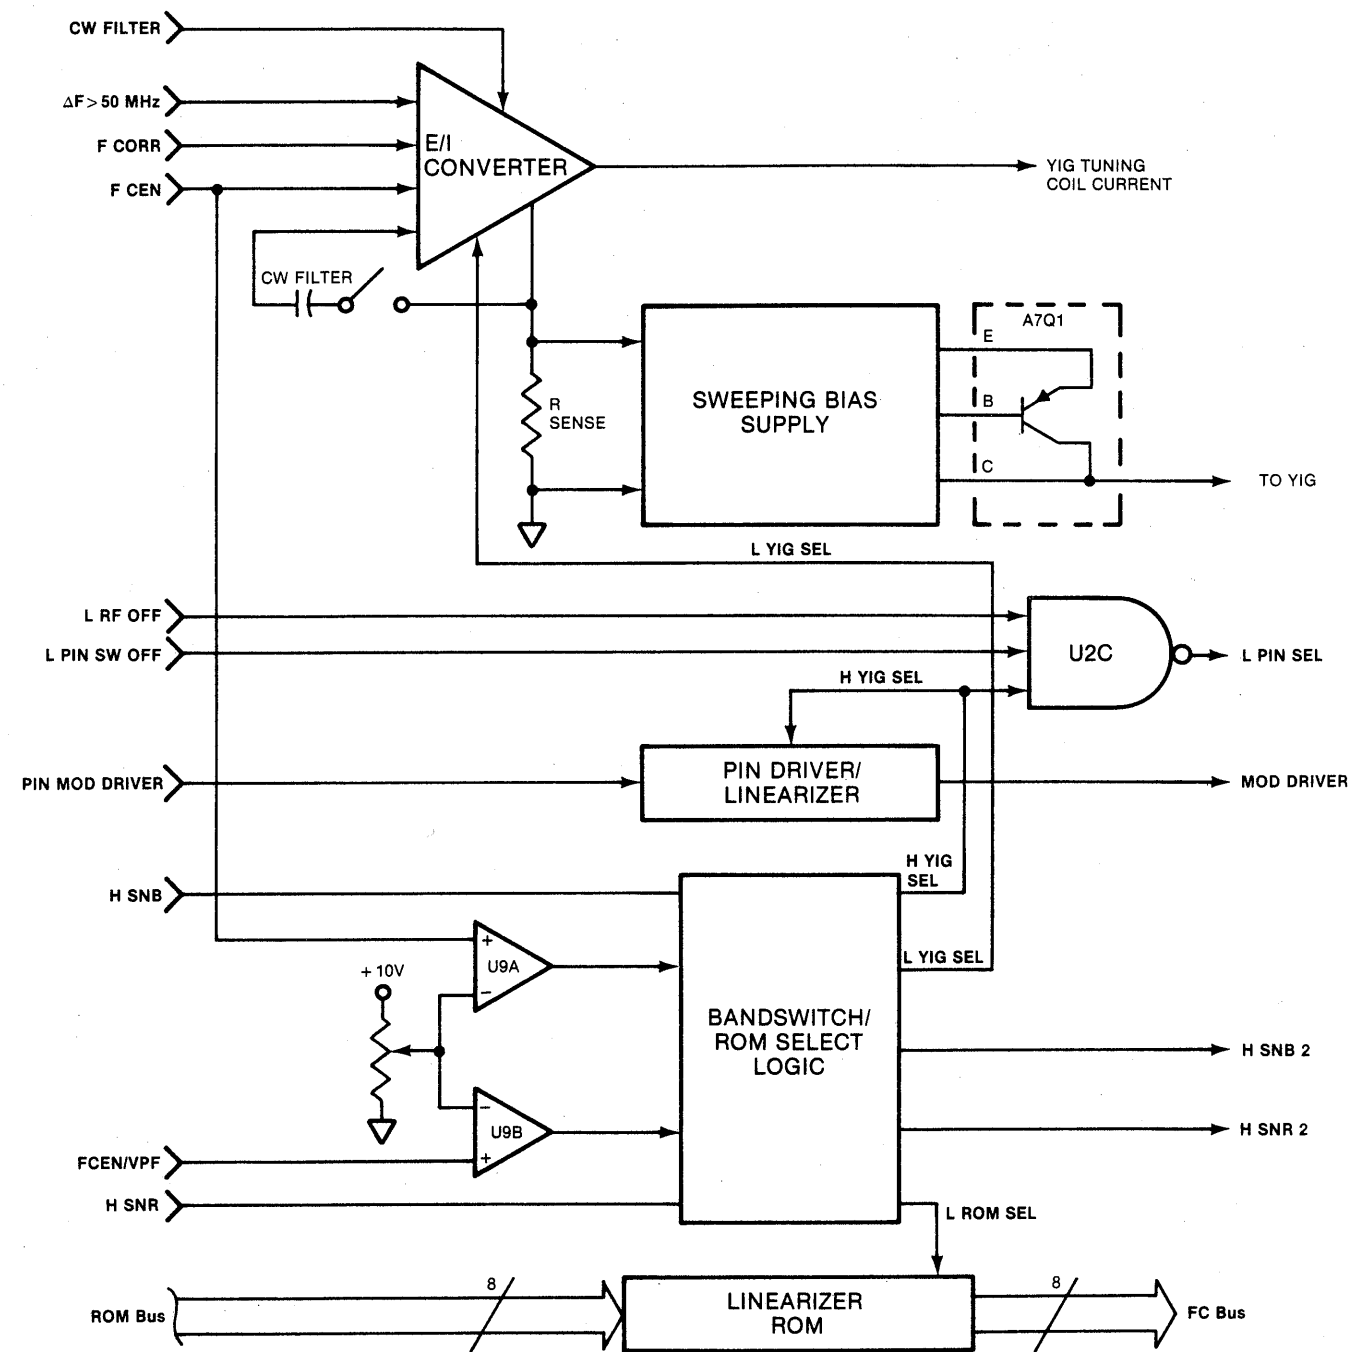 CW FILTER
ΔF>50 MHz
F CORR
F CEN
E/I
CONVERTER
YIG TUNING
COIL CURRENT
CW FILTER
R
SENSE
SWEEPING BIAS
SUPPLY
A7Q1
E
B
C
TO YIG
L YIG SEL
L RF OFF
L PIN SW OFF
U2C
L PIN SEL
H YIG SEL
PIN MOD DRIVER
PIN DRIVER/
LINEARIZER
MOD DRIVER
H YIG
SEL
H SNB
+
U9A
−
L YIG SEL
+ 10V
BANDSWITCH/
ROM SELECT
LOGIC
H SNB 2
−
U9B
+
H SNR 2
FCEN/VPF
H SNR
L ROM SEL
ROM Bus
8
LINEARIZER
ROM
8
FC Bus